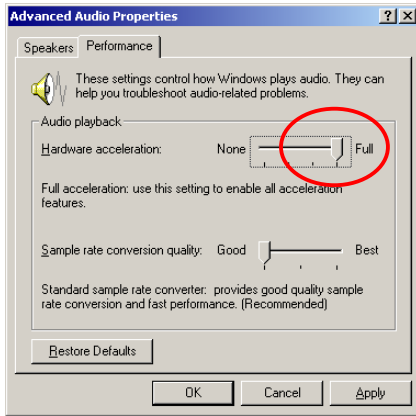 Advanced Audio Properties
Speakers Performance
These settings control how Windows plays audio. They can
help you troubleshoot audio-related problems.
Audio playback
Hardware acceleration: None Full
Full acceleration: use this setting to enable all acceleration
features.
Sample rate conversion quality: Good Best
Standard sample rate converter: provides good quality sample
rate conversion and fast performance. (Recommended)
Restore Defaults
OK Cancel Apply